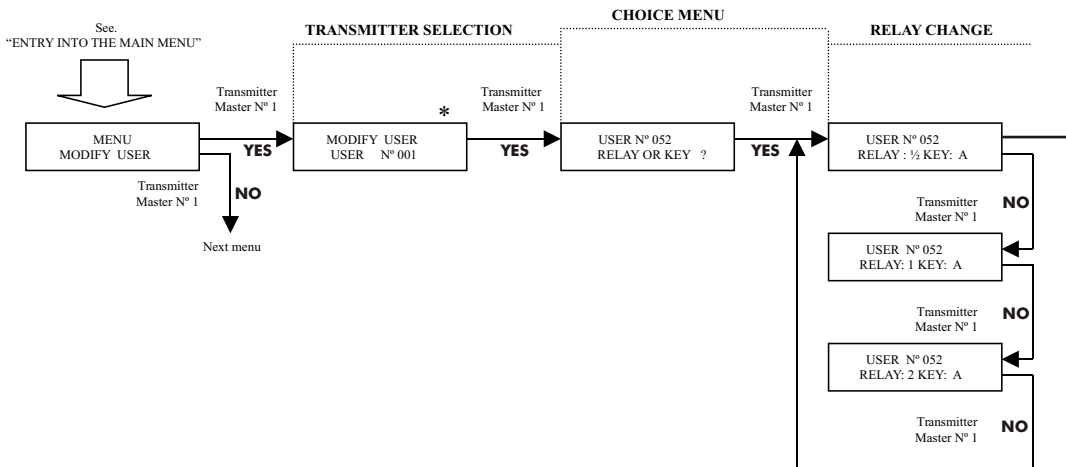 See.
“ENTRY INTO THE MAIN MENU”
TRANSMITTER SELECTION
CHOICE MENU
RELAY CHANGE
Transmitter
Master Nº 1
*
Transmitter
Master Nº 1
Transmitter
Master Nº 1
MENU
MODIFY USER
YES
MODIFY USER
USER Nº 001
YES
USER Nº 052
RELAY OR KEY ?
YES
USER Nº 052
RELAY : ½ KEY: A
Transmitter
Master Nº 1
NO
Next menu
Transmitter
Master Nº 1
NO
USER Nº 052
RELAY: 1 KEY: A
Transmitter
Master Nº 1
NO
USER Nº 052
RELAY: 2 KEY: A
Transmitter
Master Nº 1
NO